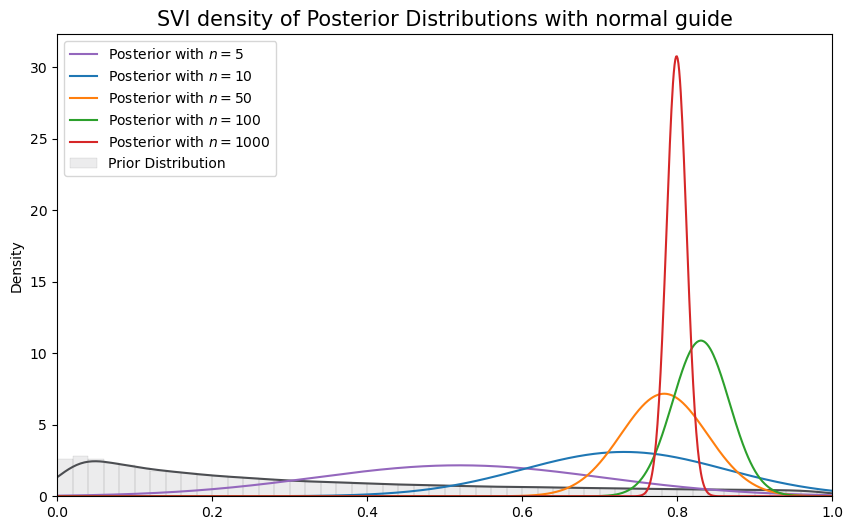 SVI density of Posterior Distributions with normal guide
Posterior with n = 5
Posterior with n = 10
Posterior with n = 50
Posterior with n = 100
Posterior with n = 1000
Prior Distribution
Density
30
25
20
15
10
5
0
0.0 0.2 0.4 0.6 0.8 1.0